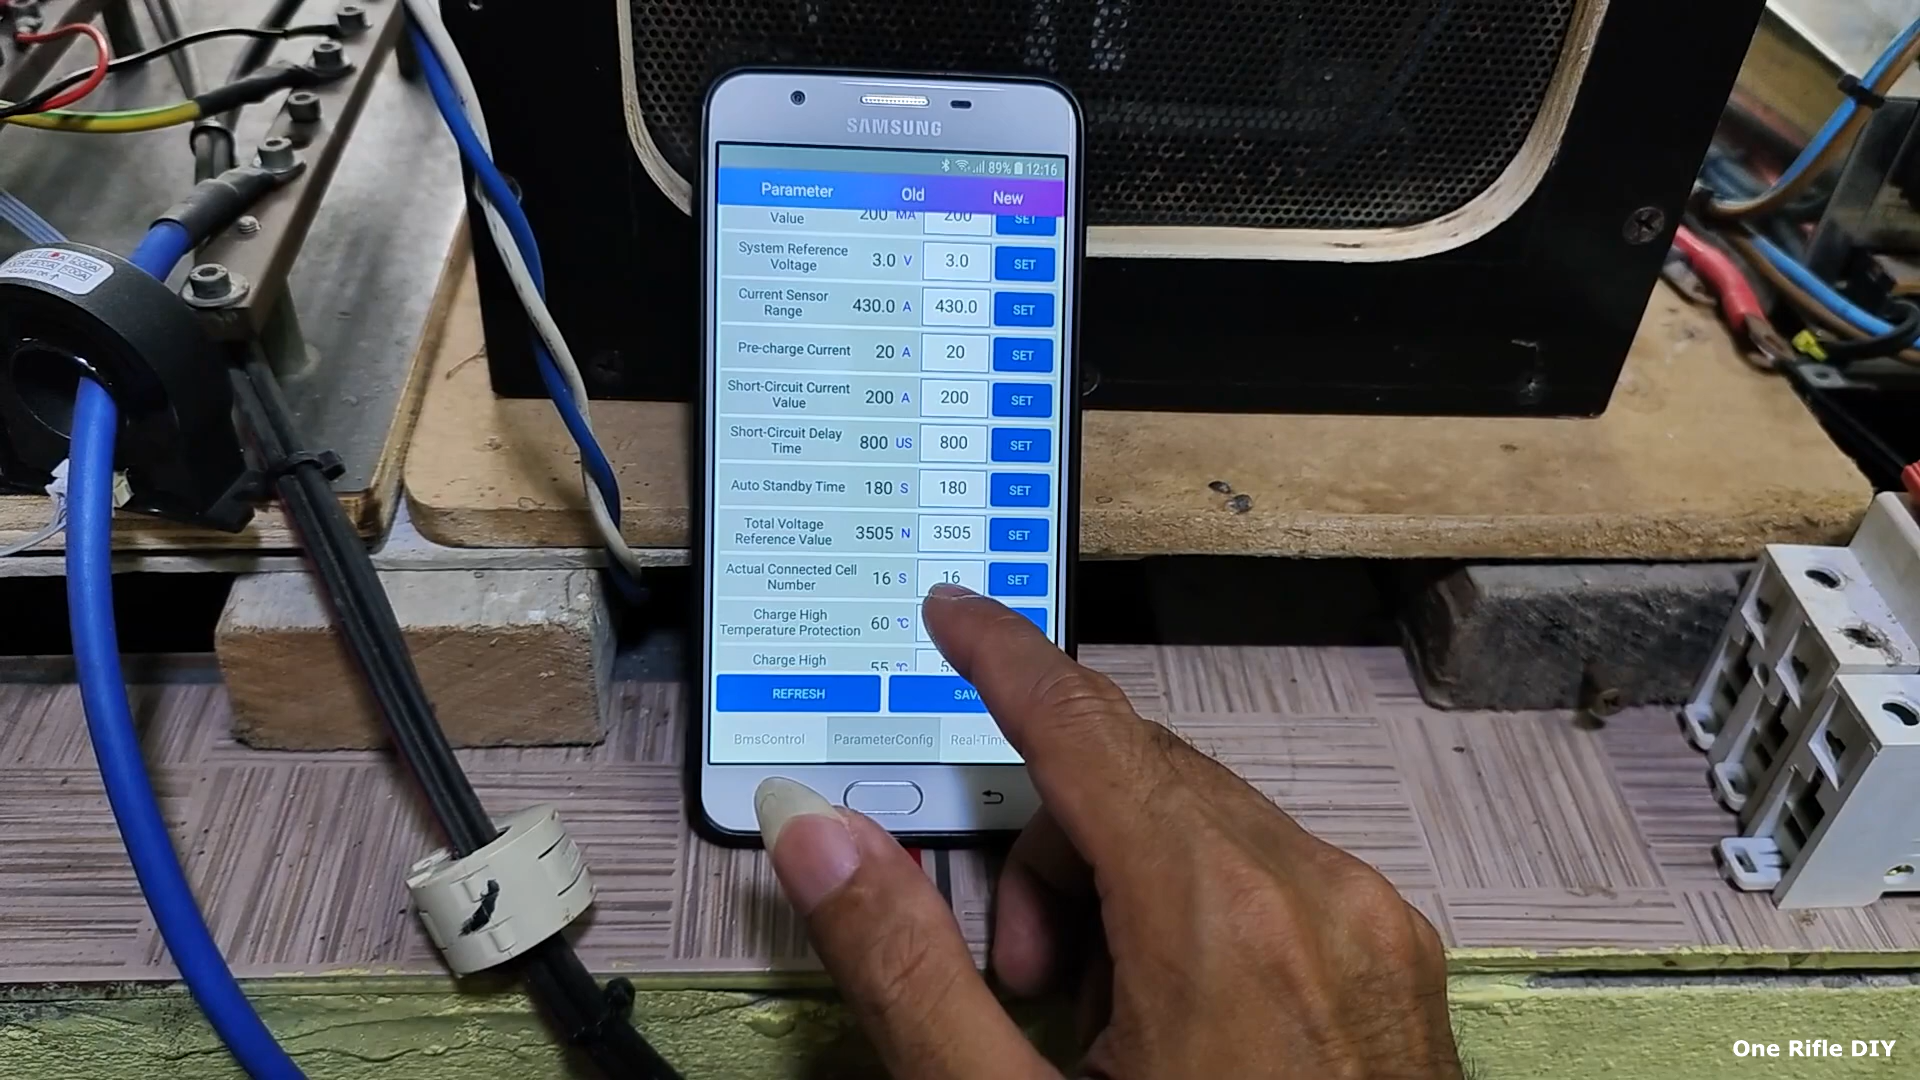 SAMSUNG
89% 12:16
Parameter Old New
Value 200 MA 200 SET
System Reference
Voltage 3.0 V 3.0 SET
Current Sensor
Range 430.0 A 430.0 SET
Pre-charge Current 20 A 20 SET
Short-Circuit Current
Value 200 A 200 SET
Short-Circuit Delay
Time 800 US 800 SET
Auto Standby Time 180 S 180 SET
Total Voltage
Reference Value 3505 N 3505 SET
Actual Connected Cell
Number 16 S 16 SET
Charge High
Temperature Protection 60 ℃
Charge High 55 ℃
REFRESH
BmsControl ParameterConfig
One Rifle DIY